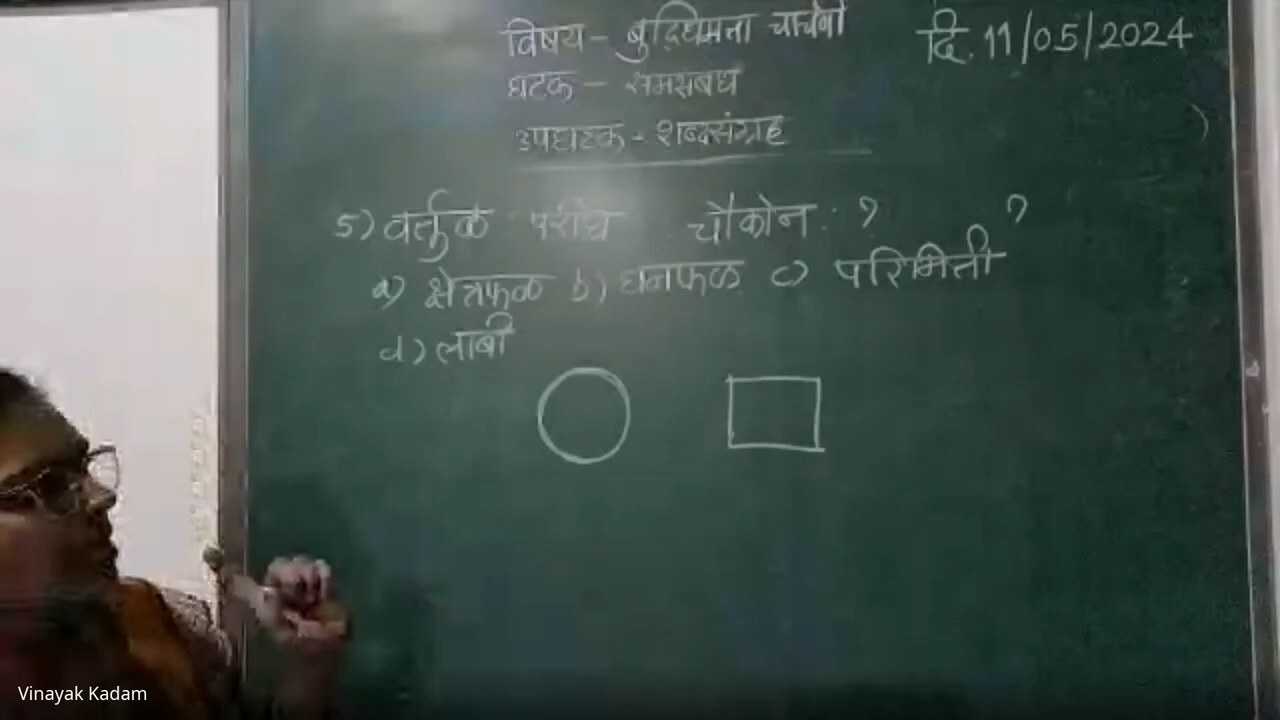 विषय - बुद्धिमत्ता चाचणी
दि. 11/05/2024
घटक - समसंबंध
उपघटक - शब्दसंग्रह
5) वर्तुळ परीघ चौकोन : ? ?
a) क्षेत्रफळ b) घनफळ c) परिमिती
d) लांबी
Vinayak Kadam